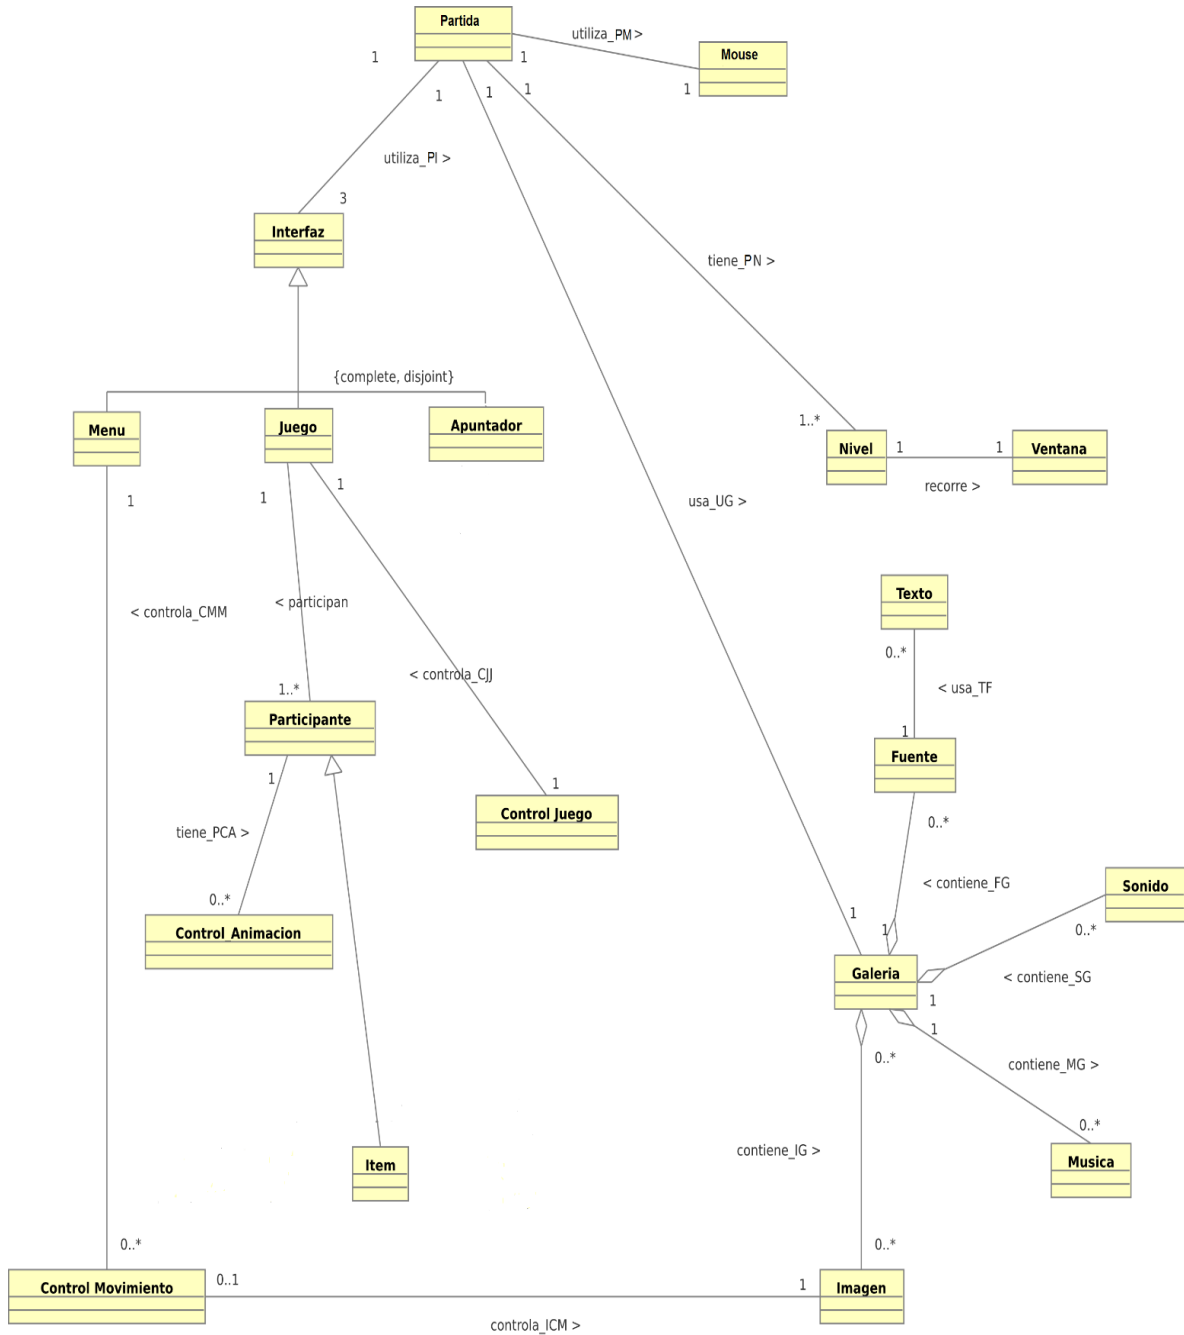 Partida
utiliza_PM >
Mouse
1
1
1
1
1
1
utiliza_PI >
3
Interfaz
tiene_PN >
{complete, disjoint}
Menu
Juego
Apuntador
1..*
Nivel
1
1
Ventana
recorre >
1
1
1
usa_UG >
Texto
0..*
< controla_CMM
< participan
< controla_CJJ
< usa_TF
1..*
Participante
1
Fuente
1
tiene_PCA >
0..*
Control_Animacion
1
Control Juego
0..*
< contiene_FG
Sonido
0..*
1
1
Galeria
< contiene_SG
1
1
0..*
contiene_MG >
0..*
Musica
contiene_IG >
Item
0..*
0..*
Control Movimiento
0..1
1
Imagen
controla_ICM >